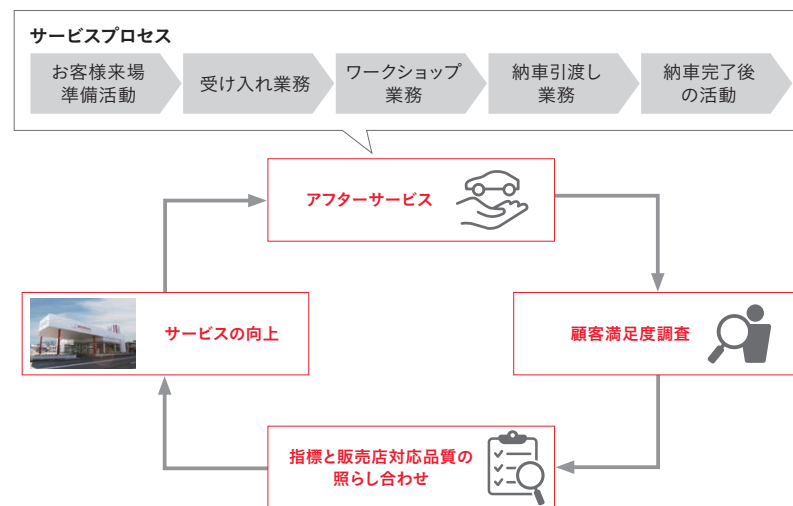 サービスプロセス
お客様来場
準備活動
受け入れ業務
ワークショップ
業務
納車引渡し
業務
納車完了後
の活動
アフターサービス
サービスの向上
顧客満足度調査
指標と販売店対応品質の
照らし合わせ